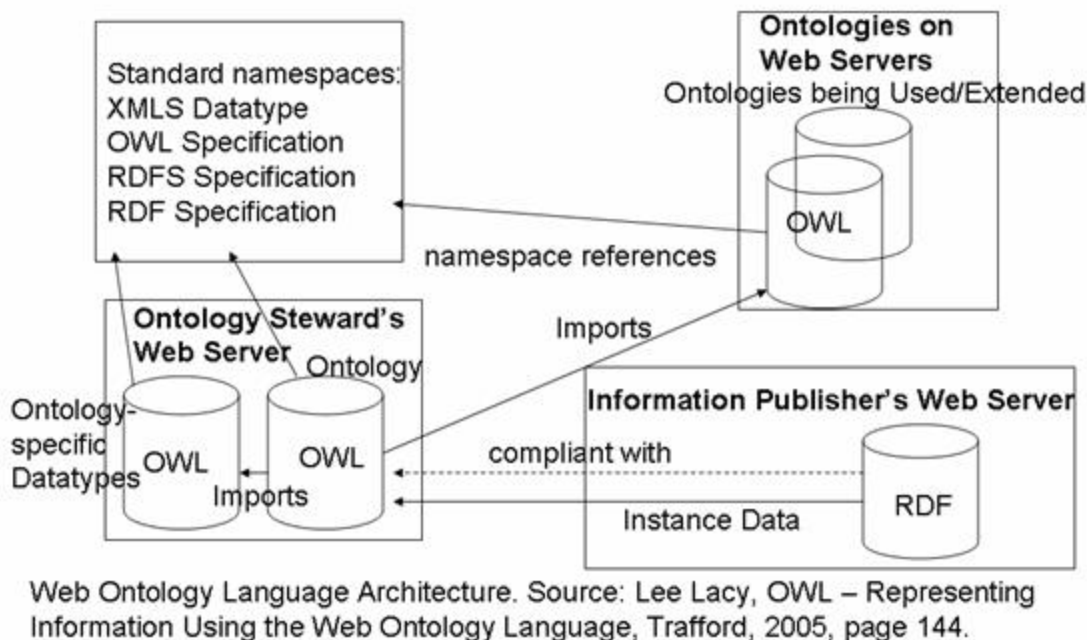 Standard namespaces:
XMLS Datatype
OWL Specification
RDFS Specification
RDF Specification
Ontologies on
Web Servers
Ontologies being Used/Extended
OWL
namespace references
Imports
Ontology Steward's
Web Server
Ontology
Ontology-
specific
Datatypes
OWL
Imports
OWL
Information Publisher's Web Server
compliant with
Instance Data
RDF
Web Ontology Language Architecture. Source: Lee Lacy, OWL – Representing
Information Using the Web Ontology Language, Trafford, 2005, page 144.